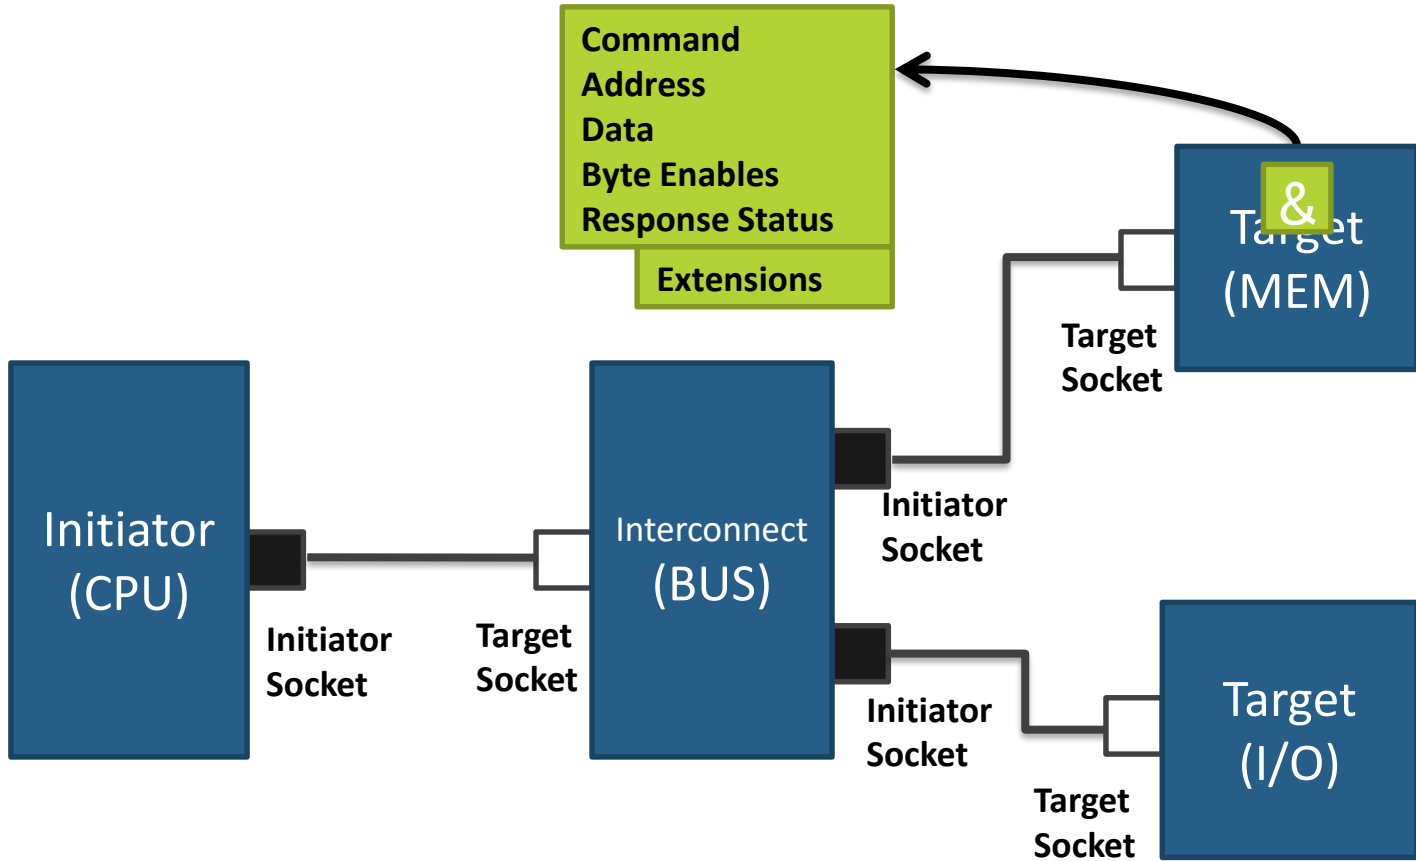 Command
Address
Data
Byte Enables
Response Status
Extensions
&
Target
(MEM)
Target
Socket
Initiator
(CPU)
Initiator
Socket
Target
Socket
Interconnect
(BUS)
Initiator
Socket
Initiator
Socket
Target
(I/O)
Target
Socket